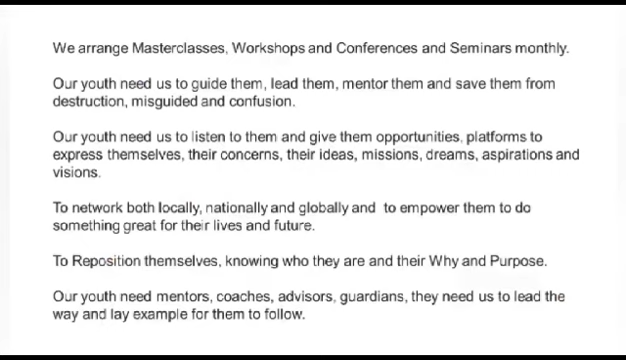 We arrange Masterclasses, Workshops and Conferences and Seminars monthly.
Our youth need us to guide them, lead them, mentor them and save them from
destruction, misguided and confusion.
Our youth need us to listen to them and give them opportunities, platforms to
express themselves, their concerns, their ideas, missions, dreams, aspirations and
visions.
To network both locally, nationally and globally and to empower them to do
something great for their lives and future.
To Reposition themselves, knowing who they are and their Why and Purpose.
Our youth need mentors, coaches, advisors, guardians, they need us to lead the
way and lay example for them to follow.